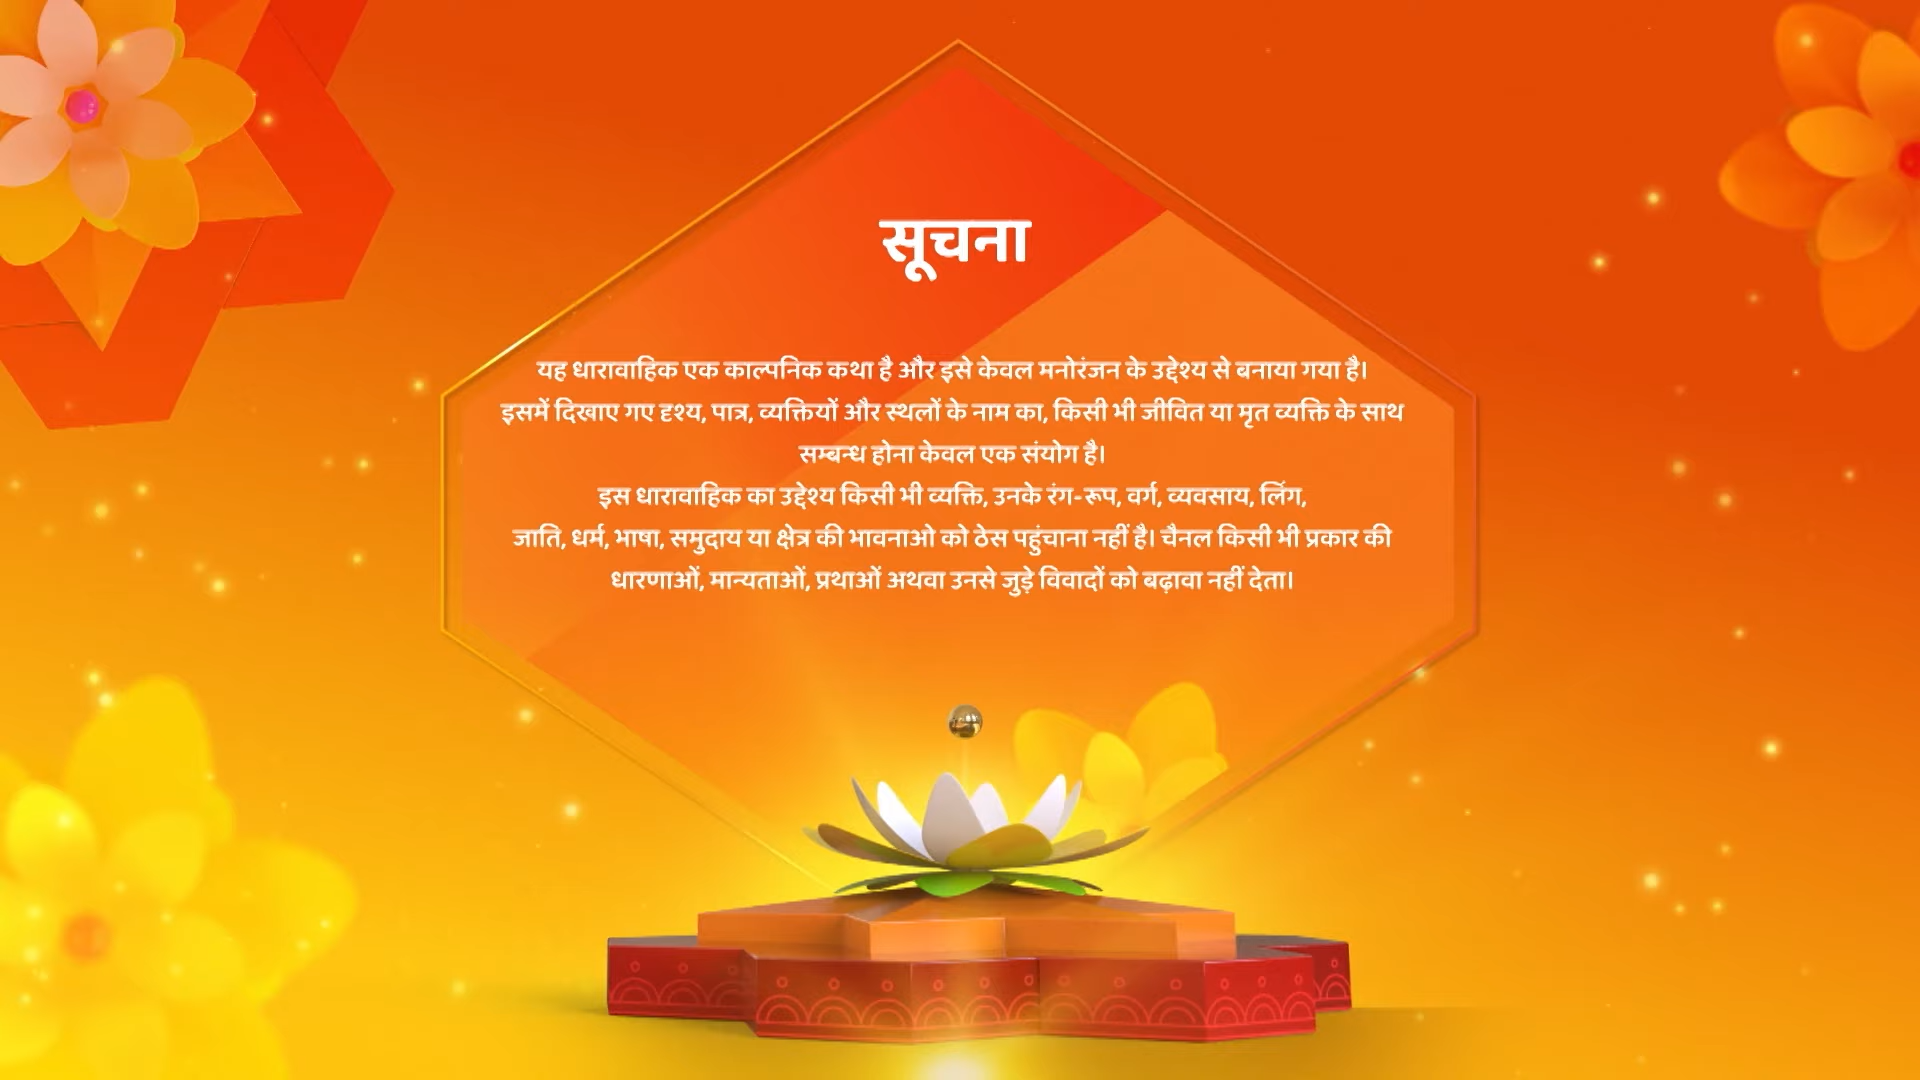 सूचना
यह धारावाहिक एक काल्पनिक कथा है और इसे केवल मनोरंजन के उद्देश्य से बनाया गया है।
इसमें दिखाए गए दृश्य, पात्र, व्यक्तियों और स्थलों के नाम का, किसी भी जीवित या मृत व्यक्ति के साथ
सम्बन्ध होना केवल एक संयोग है।
इस धारावाहिक का उद्देश्य किसी भी व्यक्ति, उनके रंग-रूप, वर्ग, व्यवसाय, लिंग,
जाति, धर्म, भाषा, समुदाय या क्षेत्र की भावनाओ को ठेस पहुंचाना नहीं है। चैनल किसी भी प्रकार की
धारणाओं, मान्यताओं, प्रथाओं अथवा उनसे जुड़े विवादों को बढ़ावा नहीं देता।